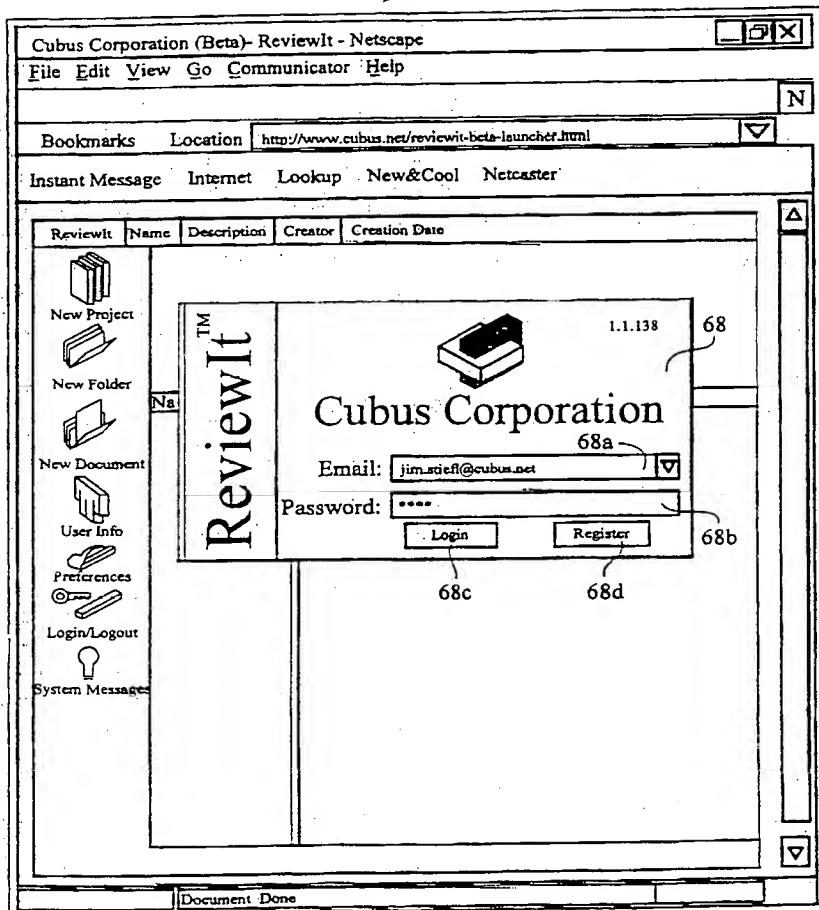 Cubus Corporation (Beta)- ReviewIt - Netscape
File Edit View Go Communicator Help
N
Bookmarks Location http://www.cubus.net/reviewit-beta-launcher.html
Instant Message Internet Lookup New&Cool Netcaster
ReviewIt Name Description Creator Creation Date
New Project
New Folder
New Document
User Info
Preferences
Login/Logout
System Messages
Na
ReviewIt™
1.1.138
68
Cubus Corporation
68a
Email: jim.stiefl@cubus.net
Password: ****
68b
Login Register
68c 68d
Document Done